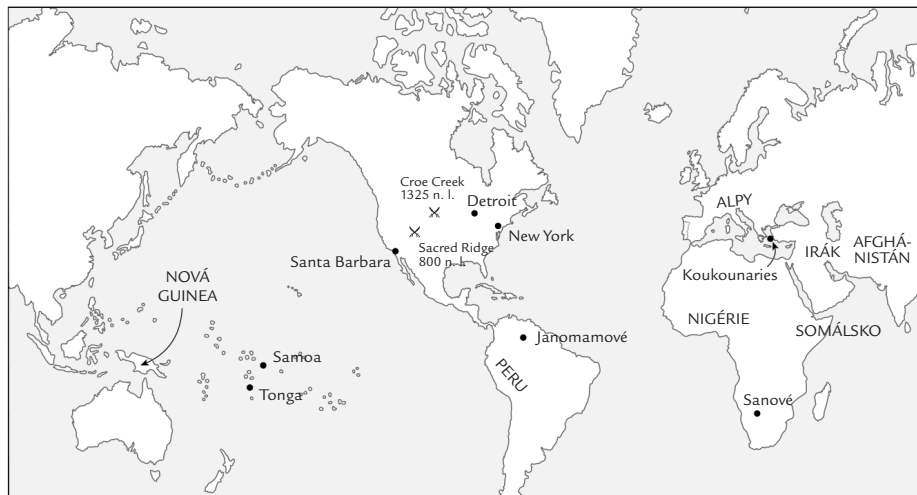 Croe Creek
1325 n. l.
Detroit
New York
Sacred Ridge
800 n. l.
Santa Barbara
NOVÁ
GUINEA
Samoa
Tonga
Janomamové
PERU
ALPY
Koukounaries
IRÁK
AFGHÁ-
NISTÁN
NIGÉRIE
SOMÁLSKO
Sanové